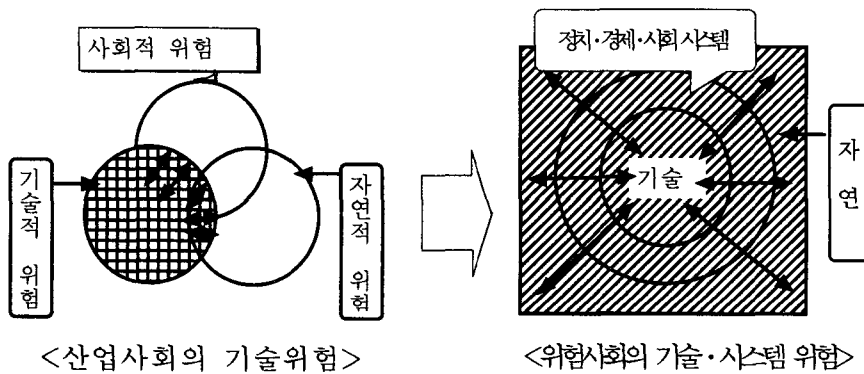 사회적 위험
기술적 위험
자연적 위험
<산업사회의 기술위험>
정치·경제·사회 시스템
기술
자연
<위험사회의 기술·시스템 위험>